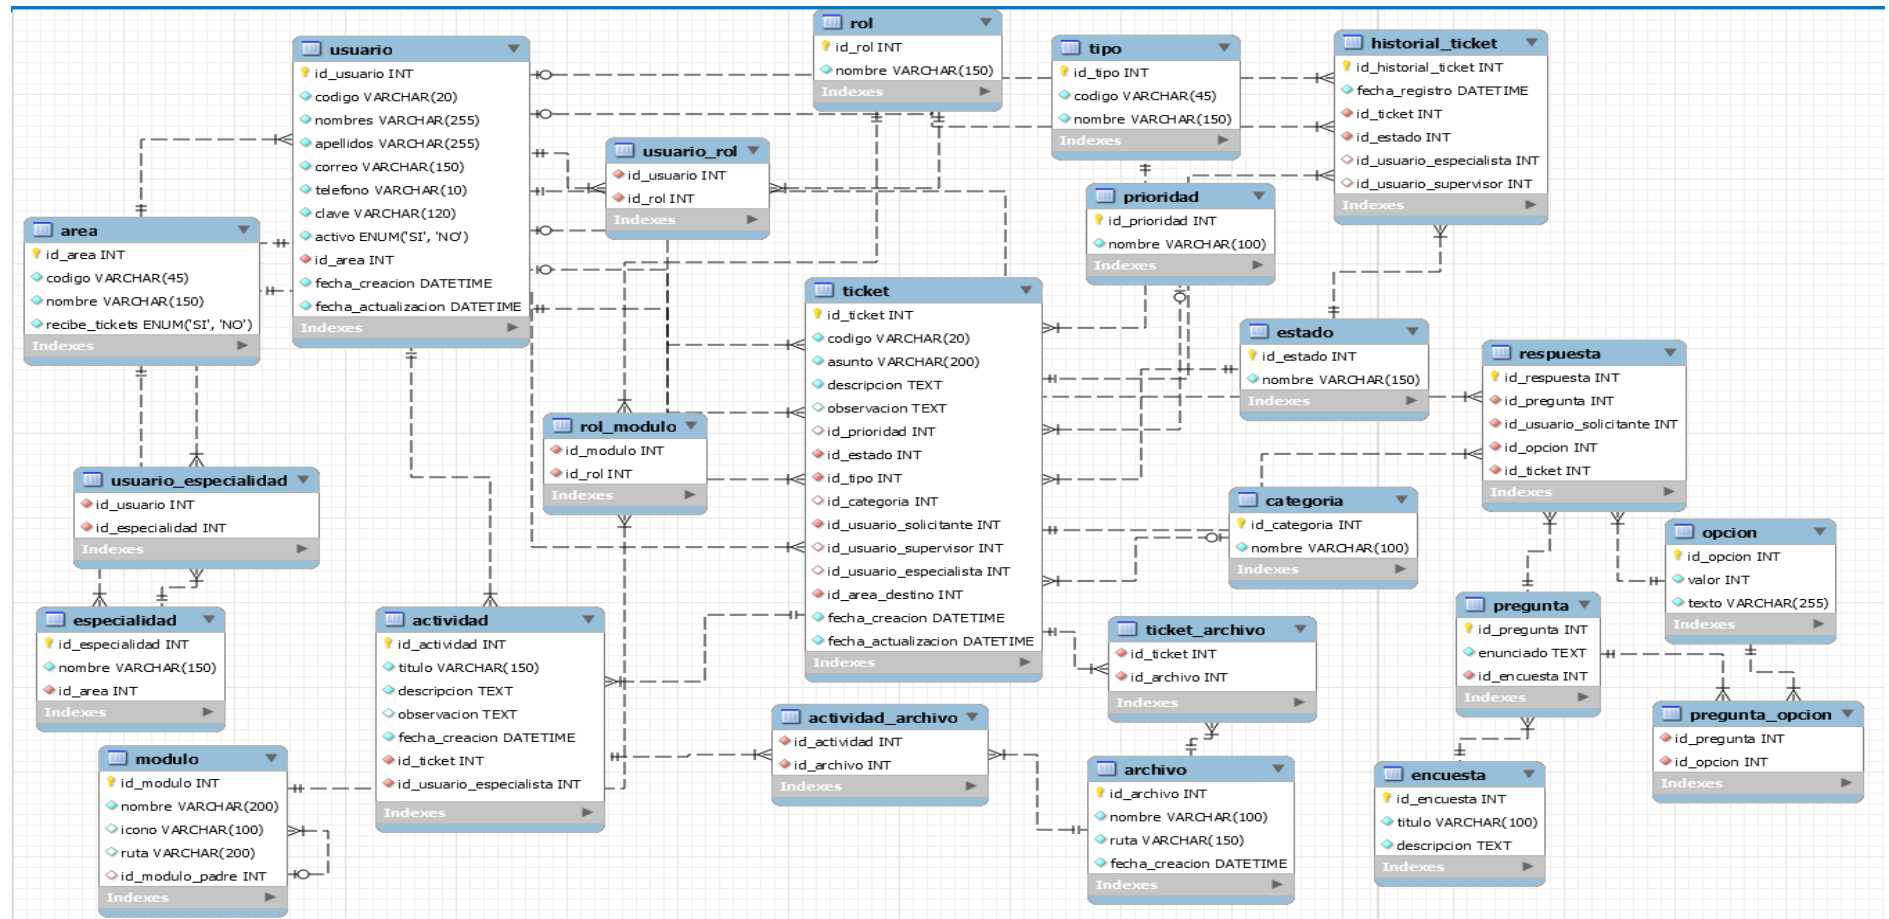 usuario
id_usuario INT
codigo VARCHAR(20)
nombres VARCHAR(255)
apellidos VARCHAR(255)
correo VARCHAR(150)
telefono VARCHAR(10)
clave VARCHAR(120)
activo ENUM('SI', 'NO')
id_area INT
fecha_creacion DATETIME
fecha_actualizacion DATETIME
Indexes
rol
id_rol INT
nombre VARCHAR(150)
Indexes
tipo
id_tipo INT
codigo VARCHAR(45)
nombre VARCHAR(150)
Indexes
historial_ticket
id_historial_ticket INT
fecha_registro DATETIME
id_ticket INT
id_estado INT
id_usuario_especialista INT
id_usuario_supervisor INT
Indexes
usuario_rol
id_usuario INT
id_rol INT
Indexes
prioridad
id_prioridad INT
nombre VARCHAR(100)
Indexes
area
id_area INT
codigo VARCHAR(45)
nombre VARCHAR(150)
recibe_tickets ENUM('SI', 'NO')
Indexes
ticket
id_ticket INT
codigo VARCHAR(20)
asunto VARCHAR(200)
descripcion TEXT
observacion TEXT
id_prioridad INT
id_estado INT
id_tipo INT
id_categoria INT
id_usuario_solicitante INT
id_usuario_supervisor INT
id_usuario_especialista INT
id_area_destino INT
fecha_creacion DATETIME
fecha_actualizacion DATETIME
Indexes
estado
id_estado INT
nombre VARCHAR(150)
Indexes
respuesta
id_respuesta INT
id_pregunta INT
id_usuario_solicitante INT
id_opcion INT
id_ticket INT
Indexes
rol_modulo
id_modulo INT
id_rol INT
Indexes
usuario_especialidad
id_usuario INT
id_especialidad INT
Indexes
categoria
id_categoria INT
nombre VARCHAR(100)
Indexes
opcion
id_opcion INT
valor INT
texto VARCHAR(255)
Indexes
especialidad
id_especialidad INT
nombre VARCHAR(150)
id_area INT
Indexes
actividad
id_actividad INT
titulo VARCHAR(150)
descripcion TEXT
observacion TEXT
fecha_creacion DATETIME
id_ticket INT
id_usuario_especialista INT
Indexes
ticket_archivo
id_ticket INT
id_archivo INT
Indexes
pregunta
id_pregunta INT
enunciado TEXT
id_encuesta INT
Indexes
actividad_archivo
id_actividad INT
id_archivo INT
Indexes
pregunta_opcion
id_pregunta INT
id_opcion INT
Indexes
modulo
id_modulo INT
nombre VARCHAR(200)
icono VARCHAR(100)
ruta VARCHAR(200)
id_modulo_padre INT
Indexes
archivo
id_archivo INT
nombre VARCHAR(100)
ruta VARCHAR(150)
fecha_creacion DATETIME
Indexes
encuesta
id_encuesta INT
titulo VARCHAR(100)
descripcion TEXT
Indexes